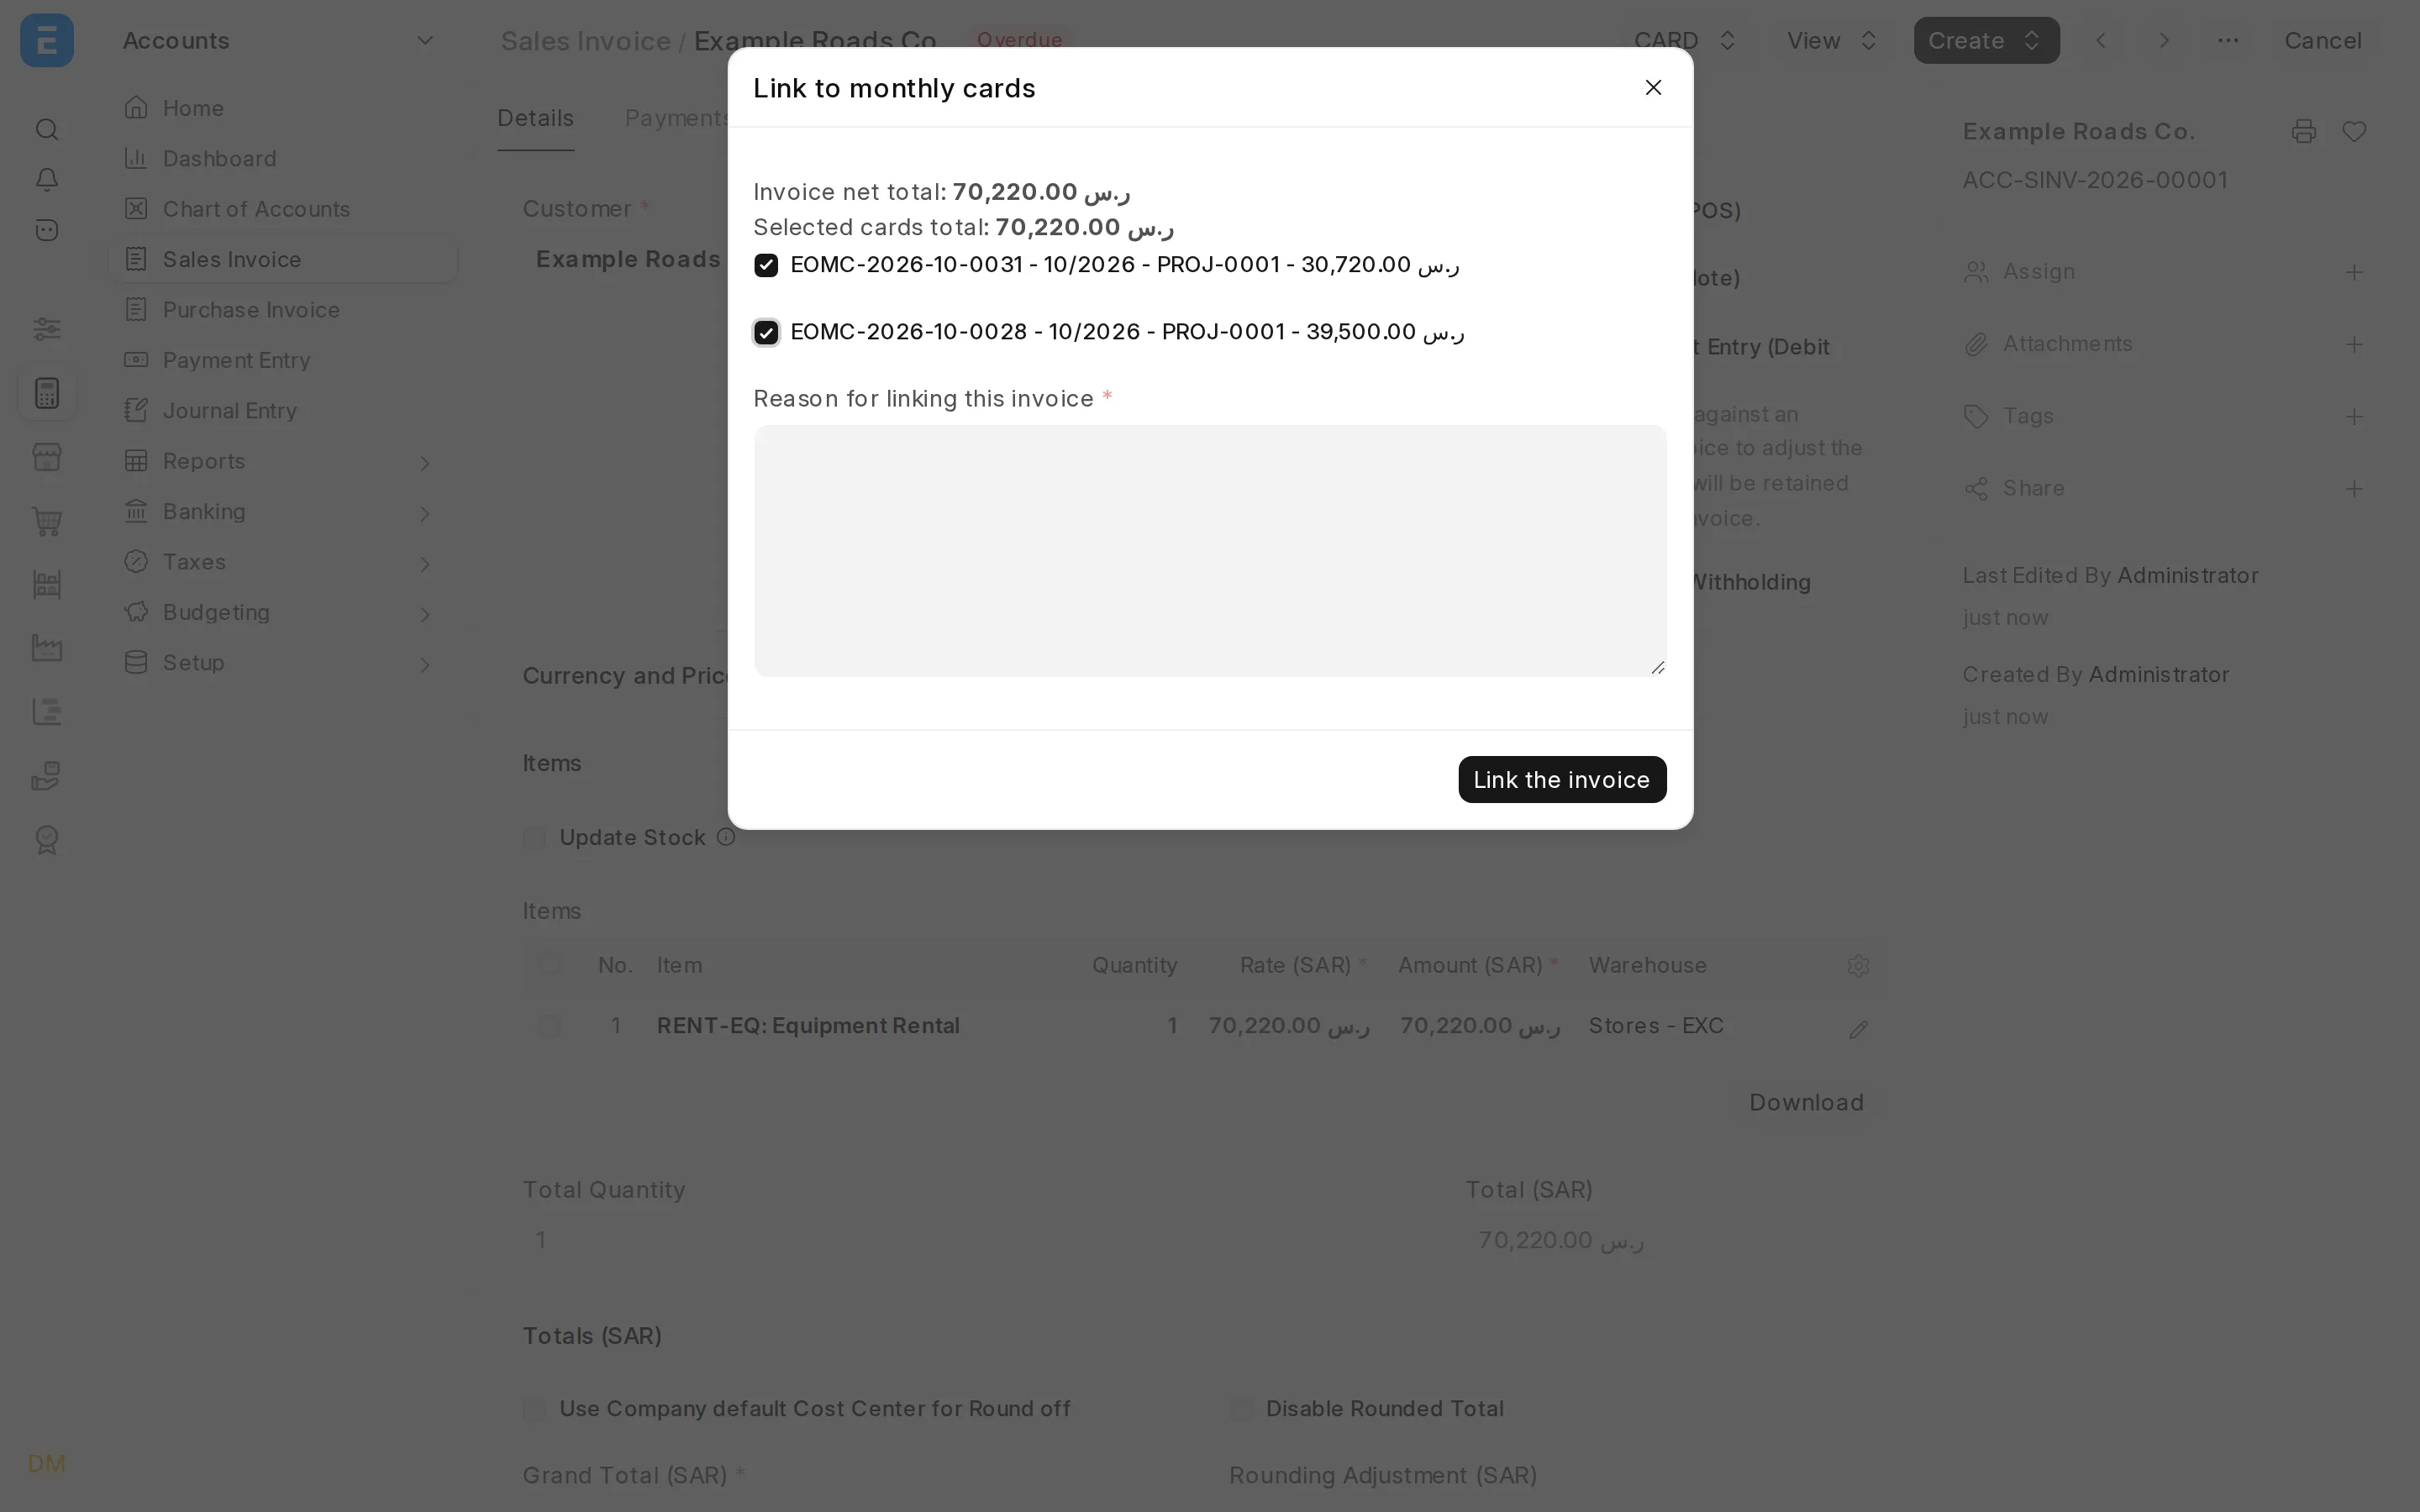 Accounts
Sales Invoice / Example Roads Co
Overdue
CARD
View
Create
Cancel
Home
Dashboard
Chart of Accounts
Sales Invoice
Purchase Invoice
Payment Entry
Journal Entry
Reports
Banking
Taxes
Budgeting
Setup
DM
Details
Payments
Customer *
Example Roads
Link to monthly cards
Invoice net total: 70,220.00 ر.س
Selected cards total: 70,220.00 ر.س
EOMC-2026-10-0031 - 10/2026 - PROJ-0001 - 30,720.00 ر.س
EOMC-2026-10-0028 - 10/2026 - PROJ-0001 - 39,500.00 ر.س
Reason for linking this invoice *
Link the invoice
POS)
Note)
t Entry (Debit
against an
ice to adjust the
will be retained
nvoice.
Withholding
Currency and Price
Items
Update Stock
Items
No. Item Quantity Rate (SAR) * Amount (SAR) * Warehouse
1 RENT-EQ: Equipment Rental 1 70,220.00 ر.س 70,220.00 ر.س Stores - EXC
Download
Total Quantity
1
Total (SAR)
70,220.00 ر.س
Totals (SAR)
Use Company default Cost Center for Round off
Disable Rounded Total
Grand Total (SAR) *
Rounding Adjustment (SAR)
Example Roads Co.
ACC-SINV-2026-00001
Assign
Attachments
Tags
Share
Last Edited By Administrator
just now
Created By Administrator
just now